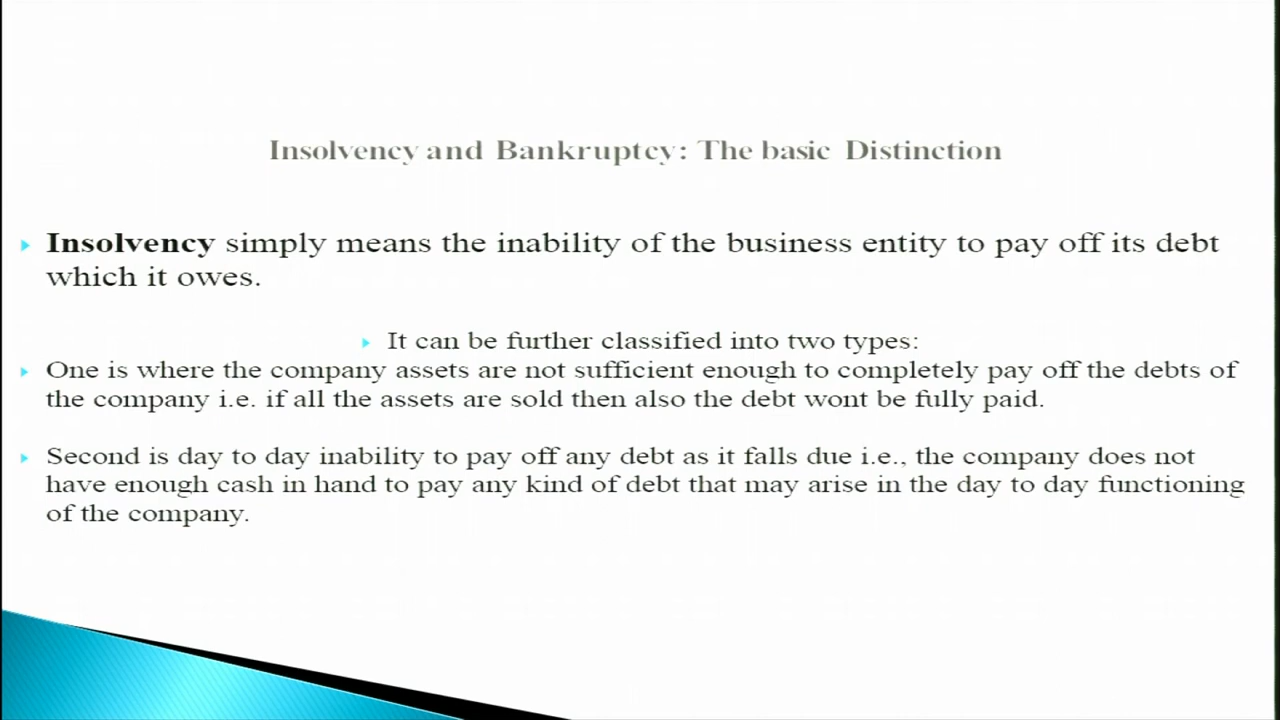 Insolvency and Bankruptcy: The basic Distinction
Insolvency simply means the inability of the business entity to pay off its debt
which it owes.
It can be further classified into two types:
One is where the company assets are not sufficient enough to completely pay off the debts of
the company i.e. if all the assets are sold then also the debt wont be fully paid.
Second is day to day inability to pay off any debt as it falls due i.e., the company does not
have enough cash in hand to pay any kind of debt that may arise in the day to day functioning
of the company.